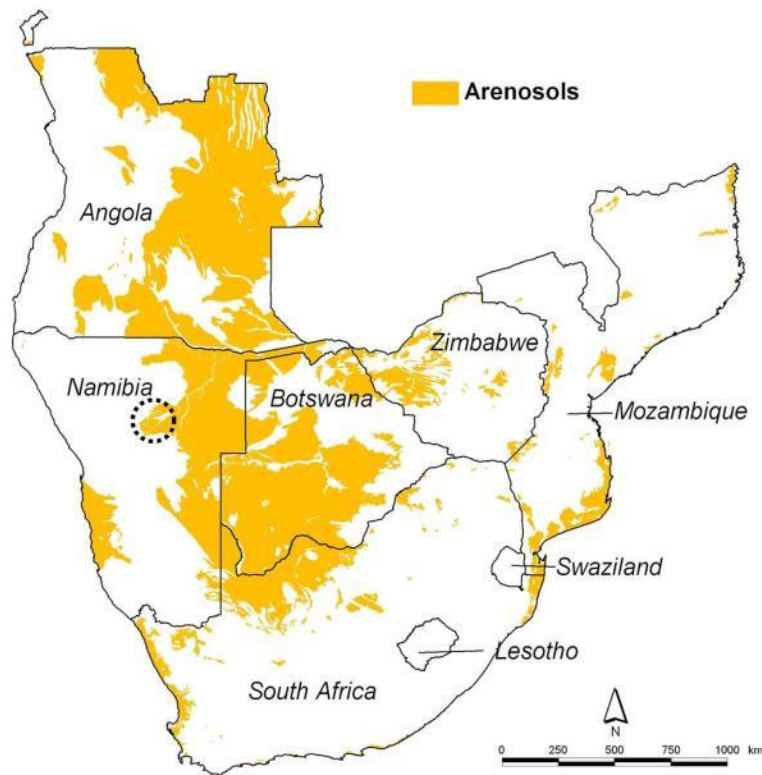 Arenosols
Angola
Zimbabwe
Namibia
Botswana
Mozambique
Swaziland
Lesotho
South Africa
N
0 250 500 750 1000 km